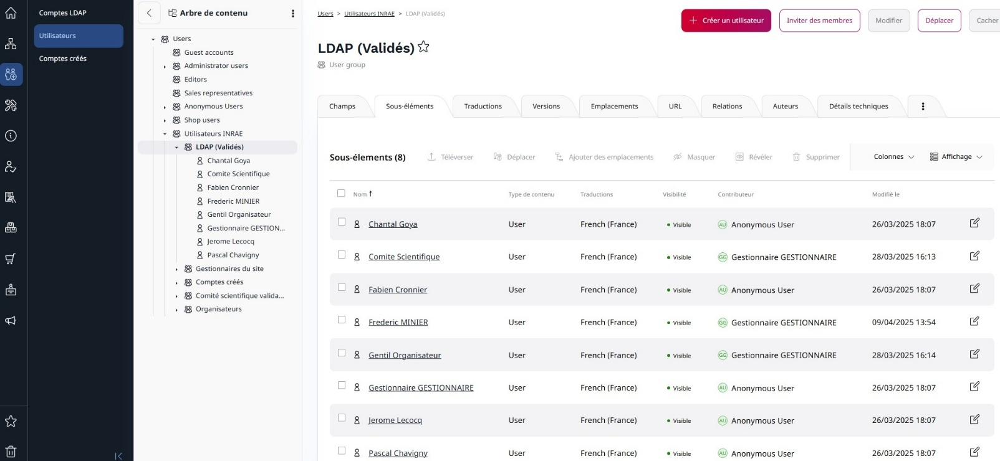 Comptes LDAP
Utilisateurs
Comptes créés
Arbre de contenu
Users
Guest accounts
Administrator users
Editors
Sales representatives
Anonymous Users
Shop users
Utilisateurs INRAE
LDAP (Validés)
Chantal Goya
Comite Scientifique
Fabien Cronnier
Frederic MINIER
Gentil Organisateur
Gestionnaire GESTION...
Jerome Lecocq
Pascal Chavigny
Gestionnaires du site
Comptes créés
Comité scientifique valida...
Organisateurs
Users > Utilisateurs INRAE > LDAP (Validés)
Créer un utilisateur Inviter des membres Modifier Déplacer Cacher
LDAP (Validés)
User group
Champs Sous-éléments Traductions Versions Emplacements URL Relations Auteurs Détails techniques
Sous-élements (8) Téléverser Déplacer Ajouter des emplacements Masquer Révéler Supprimer Colonnes Affichage
Nom Type de contenu Traductions Visibilité Contributeur Modifié le
Chantal Goya User French (France) Visible AU Anonymous User 26/03/2025 18:07
Comite Scientifique User French (France) Visible GG Gestionnaire GESTIONNAIRE 28/03/2025 16:13
Fabien Cronnier User French (France) Visible AU Anonymous User 26/03/2025 18:07
Frederic MINIER User French (France) Visible GG Gestionnaire GESTIONNAIRE 09/04/2025 13:54
Gentil Organisateur User French (France) Visible GG Gestionnaire GESTIONNAIRE 28/03/2025 16:14
Gestionnaire GESTIONNAIRE User French (France) Visible AU Anonymous User 26/03/2025 18:07
Jerome Lecocq User French (France) Visible AU Anonymous User 26/03/2025 18:07
Pascal Chavigny User French (France) Visible AU Anonymous User 26/03/2025 18:07